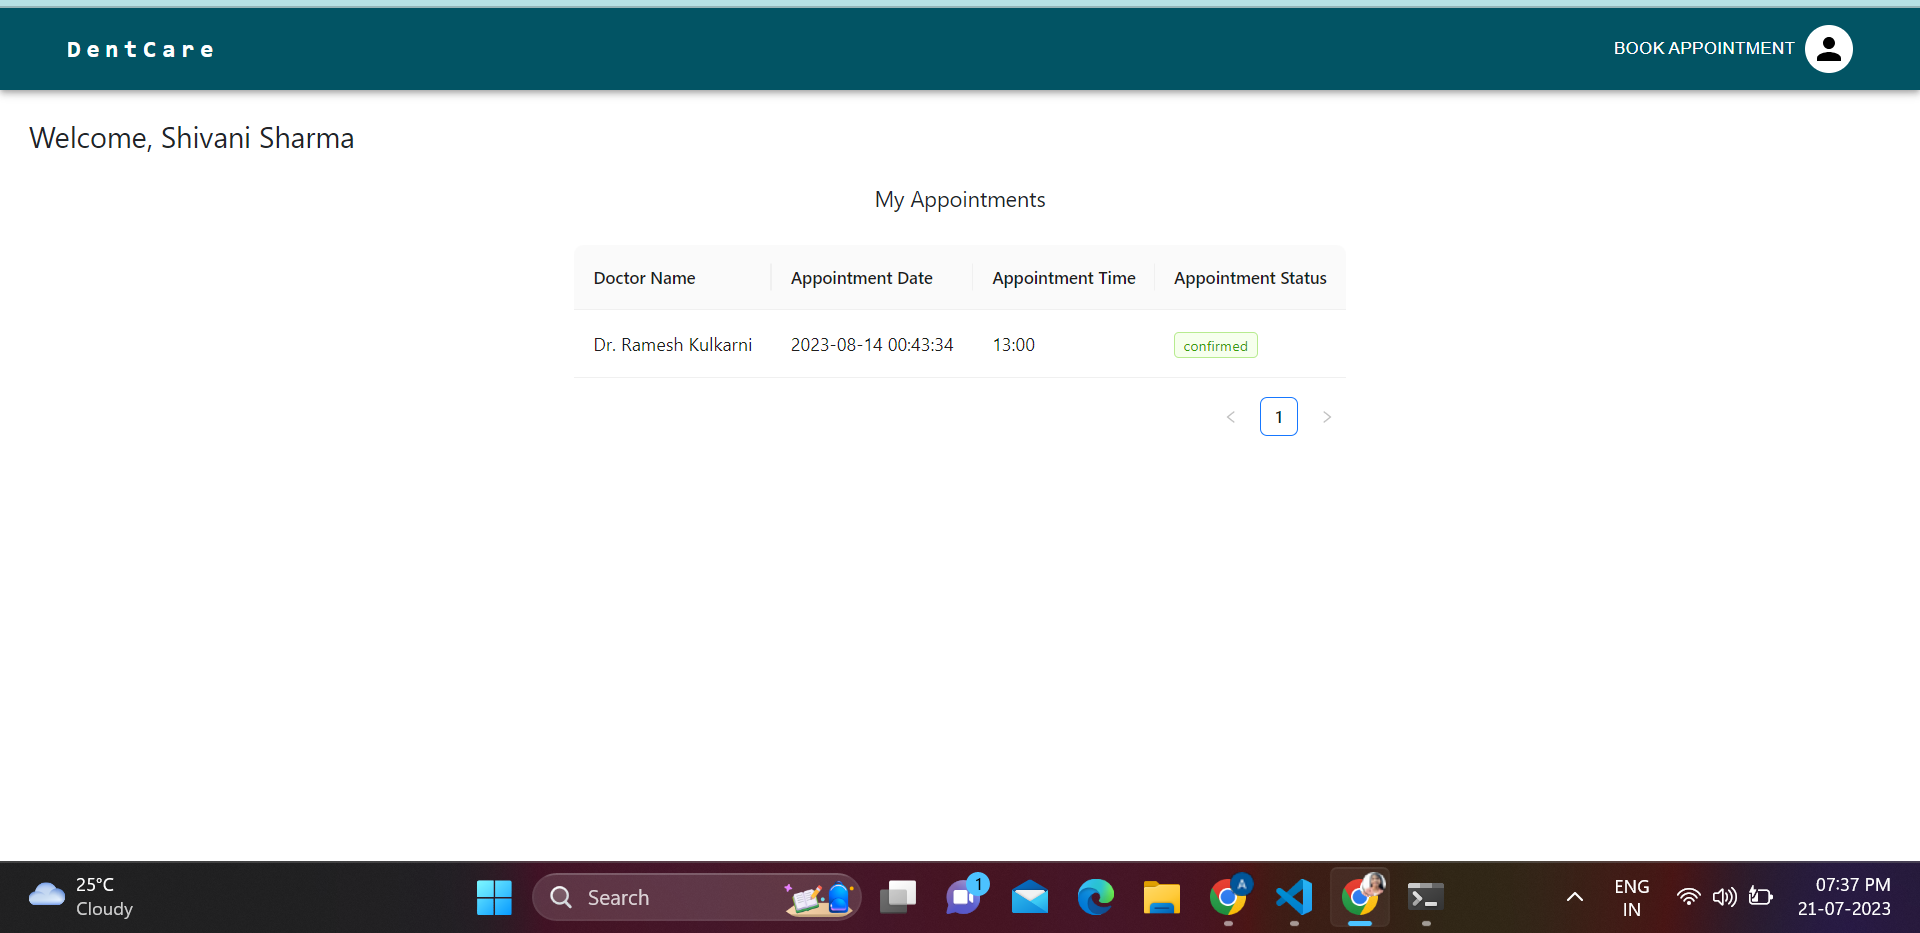 DentCare
BOOK APPOINTMENT
Welcome, Shivani Sharma
My Appointments
Doctor Name Appointment Date Appointment Time Appointment Status
Dr. Ramesh Kulkarni 2023-08-14 00:43:34 13:00 confirmed
< 1 >
25°C
Cloudy
Search
1
A
ENG
IN
07:37 PM
21-07-2023